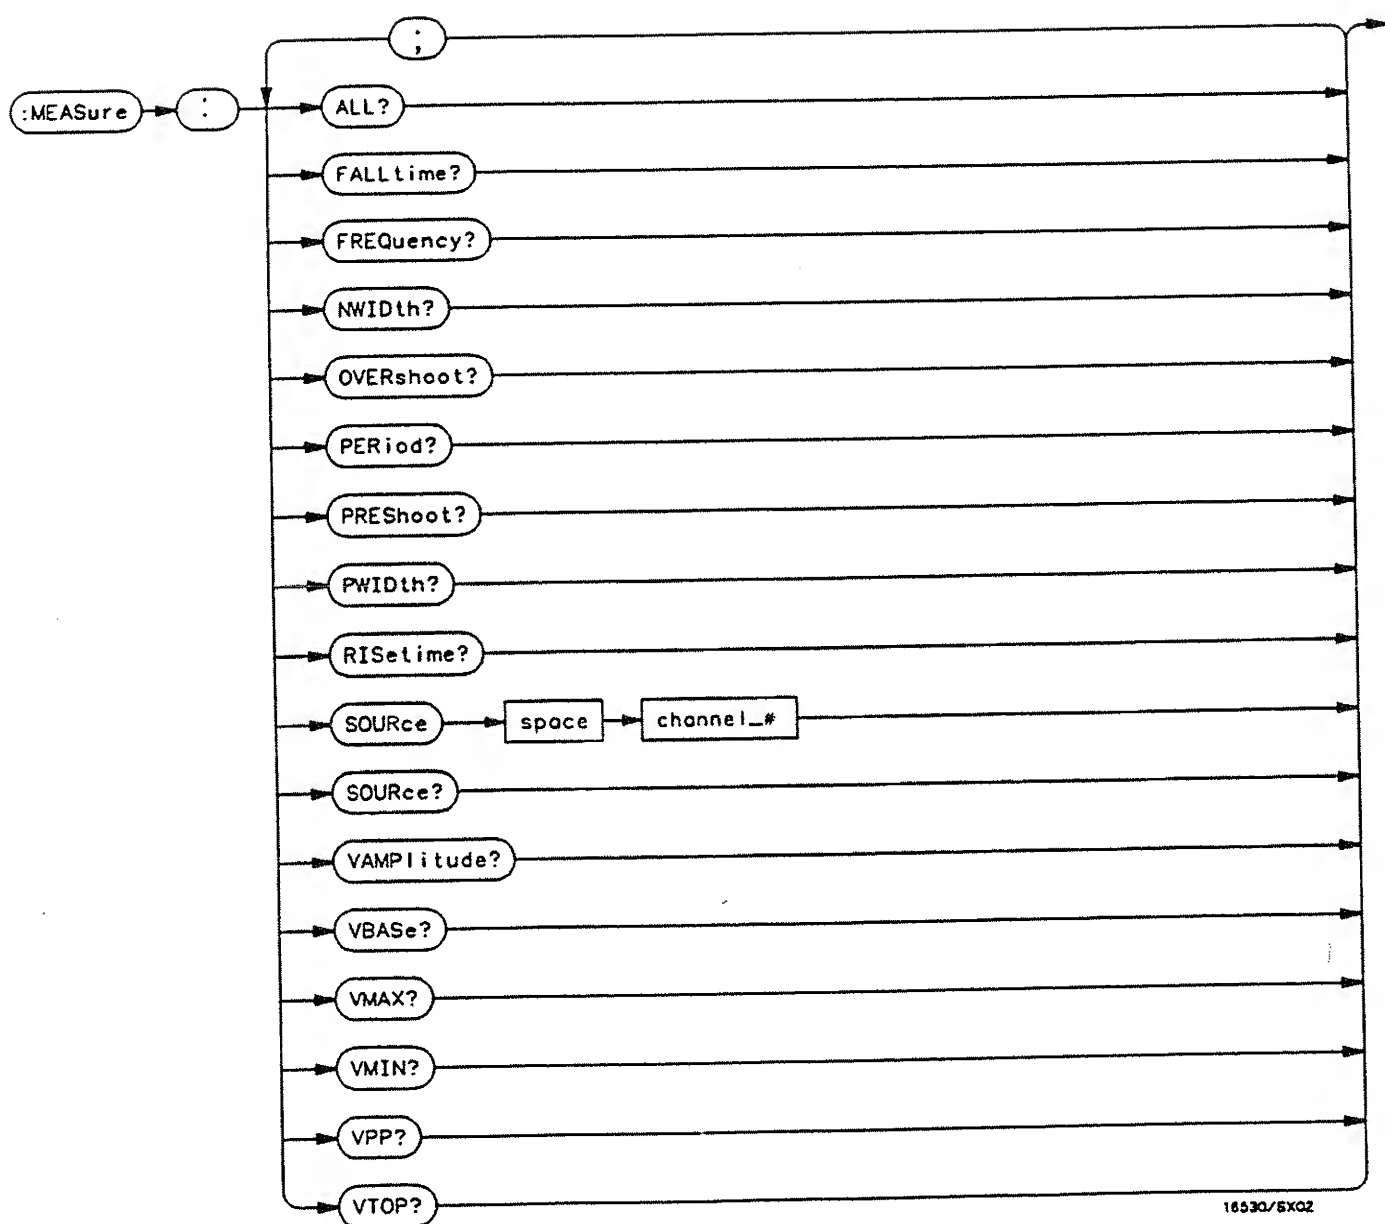 ;
:MEASure : ALL?
FALLtime?
FREQuency?
NWIDth?
OVERshoot?
PERiod?
PREShoot?
PWIDth?
RISetime?
SOURce space channel_#
SOURce?
VAMPlitude?
VBASe?
VMAX?
VMIN?
VPP?
VTOP?
16530/SX02